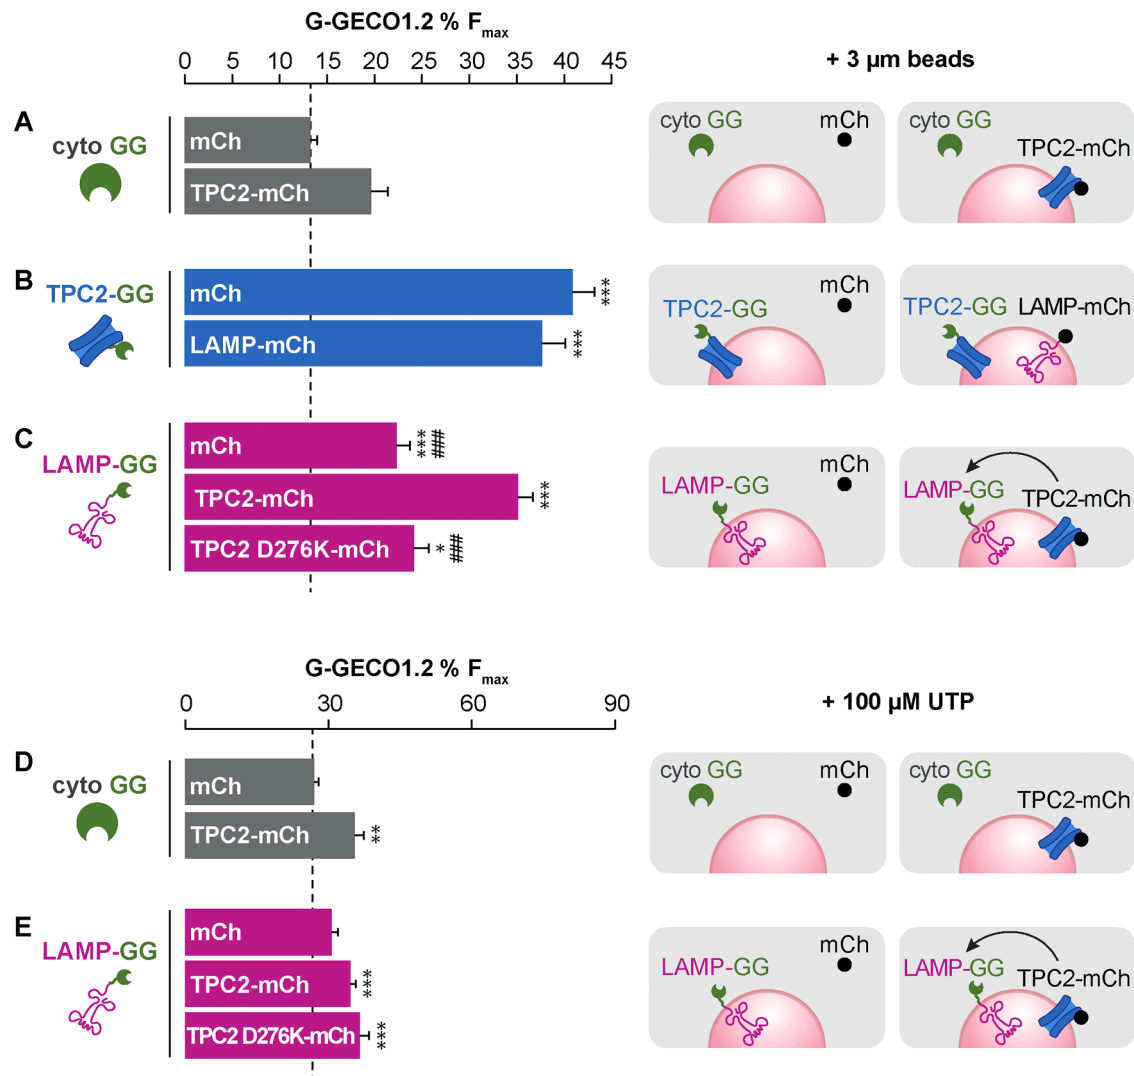 G-GECO1.2 % Fmax
0 5 10 15 20 25 30 35 40 45
+ 3 µm beads
A
cyto GG
mCh
TPC2-mCh
***
cyto GG
mCh
cyto GG
TPC2-mCh
B
TPC2-GG
mCh
***
LAMP-mCh
***
TPC2-GG
mCh
TPC2-GG
LAMP-mCh
C
LAMP-GG
mCh
***
###
TPC2-mCh
***
TPC2 D276K-mCh
*
###
LAMP-GG
mCh
LAMP-GG
TPC2-mCh
G-GECO1.2 % Fmax
0 30 60 90
+ 100 µM UTP
D
cyto GG
mCh
TPC2-mCh
**
cyto GG
mCh
cyto GG
TPC2-mCh
E
LAMP-GG
mCh
TPC2-mCh
***
TPC2 D276K-mCh
***
LAMP-GG
mCh
LAMP-GG
TPC2-mCh